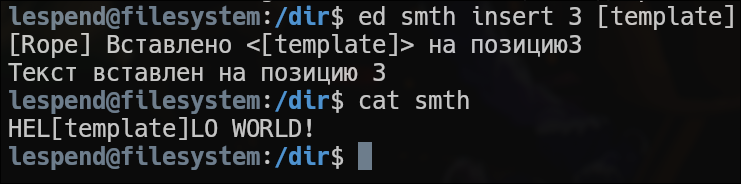 lespend@filesystem:/dir$ ed smth insert 3 [template]
[Rope] Вставлено <[template]> на позицию3
Текст вставлен на позицию 3
lespend@filesystem:/dir$ cat smth
HEL[template]LO WORLD!
lespend@filesystem:/dir$